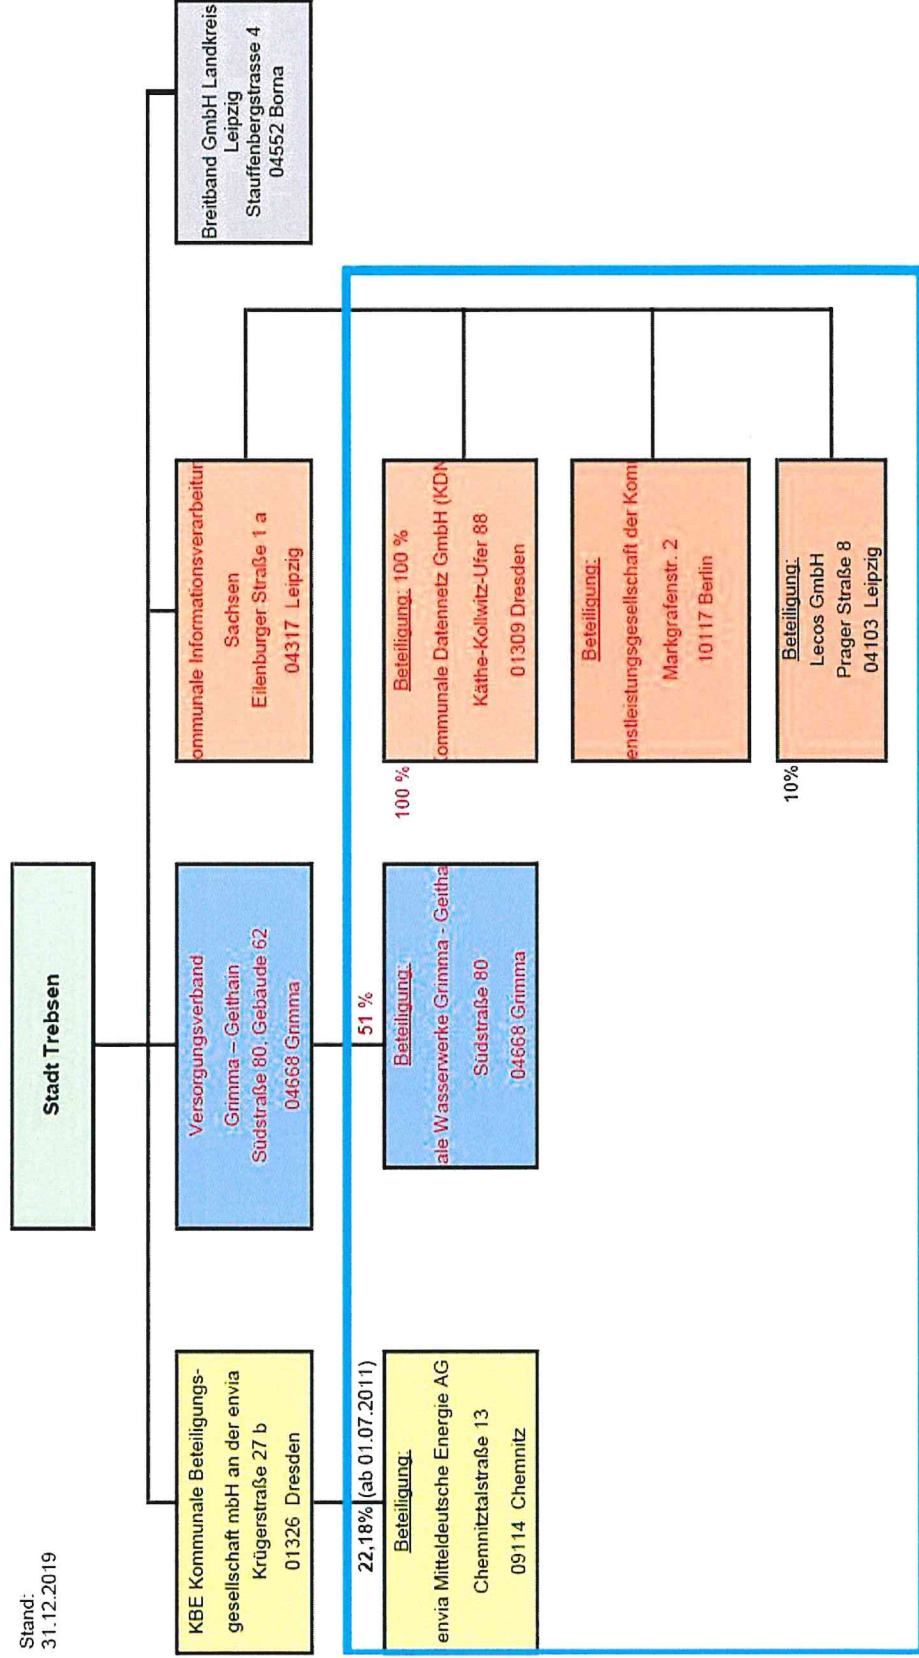 Stand:
31.12.2019
Stadt Trebsen
KBE Kommunale Beteiligungs-
gesellschaft mbH an der envia
Krügerstraße 27 b
01326 Dresden
Versorgungsverband
Grimma – Geithain
Südstraße 80, Gebäude 62
04668 Grimma
ommunale Informationsverarbeitun
Sachsen
Eilenburger Straße 1 a
04317 Leipzig
Breitband GmbH Landkreis
Leipzig
Stauffenbergstrasse 4
04552 Borna
22,18% (ab 01.07.2011)
Beteiligung:
envia Mitteldeutsche Energie AG
Chemnitztalstraße 13
09114 Chemnitz
51 %
Beteiligung:
ale Wasserwerke Grimma - Geitha
Südstraße 80
04668 Grimma
100 %
Beteiligung: 100 %
ommunale Datennetz GmbH (KDN
Käthe-Kollwitz-Ufer 88
01309 Dresden
Beteiligung:
enstleistungsgesellschaft der Kom
Markgrafenstr. 2
10117 Berlin
10%
Beteiligung:
Lecos GmbH
Prager Straße 8
04103 Leipzig